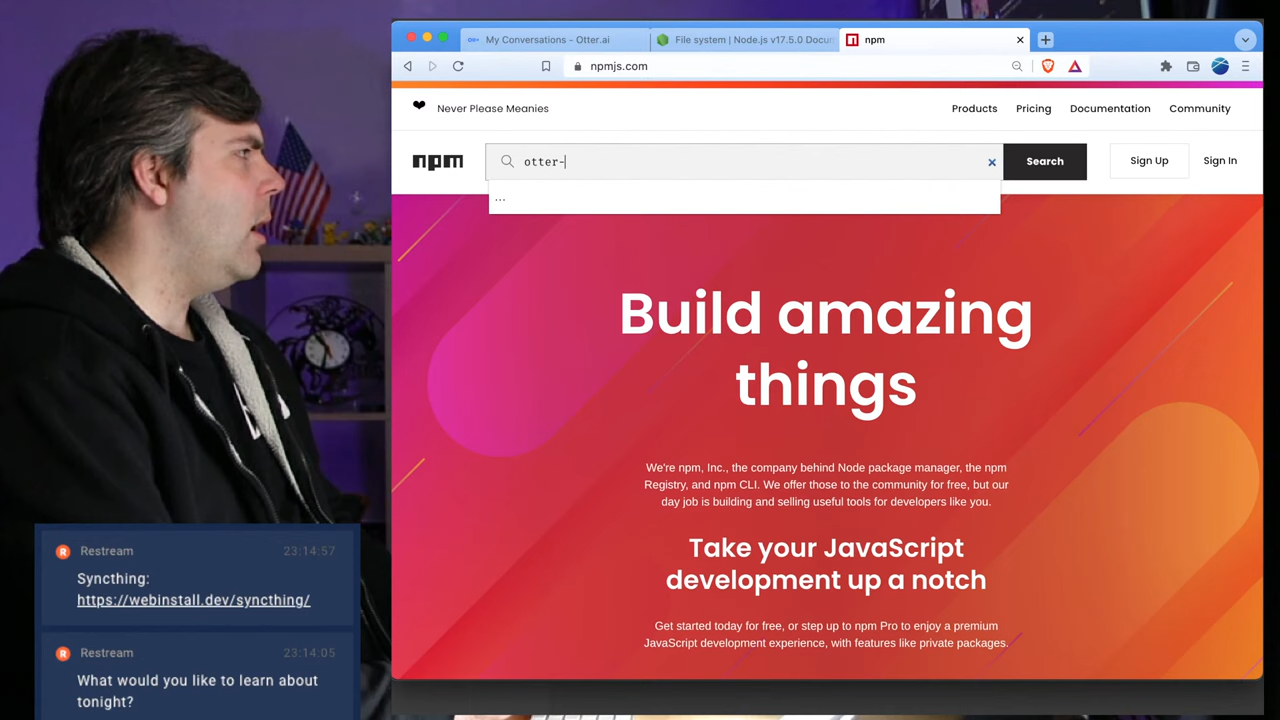 My Conversations - Otter.ai
File system | Node.js v17.5.0 Docum
npm
npmjs.com
Never Please Meanies
Products
Pricing
Documentation
Community
npm
otter-
Search
Sign Up
Sign In
...
Build amazing
things
We're npm, Inc., the company behind Node package manager, the npm
Registry, and npm CLI. We offer those to the community for free, but our
day job is building and selling useful tools for developers like you.
Take your JavaScript
development up a notch
Get started today for free, or step up to npm Pro to enjoy a premium
JavaScript development experience, with features like private packages.
Restream 23:14:57
Syncthing:
https://webinstall.dev/syncthing/
Restream 23:14:05
What would you like to learn about
tonight?